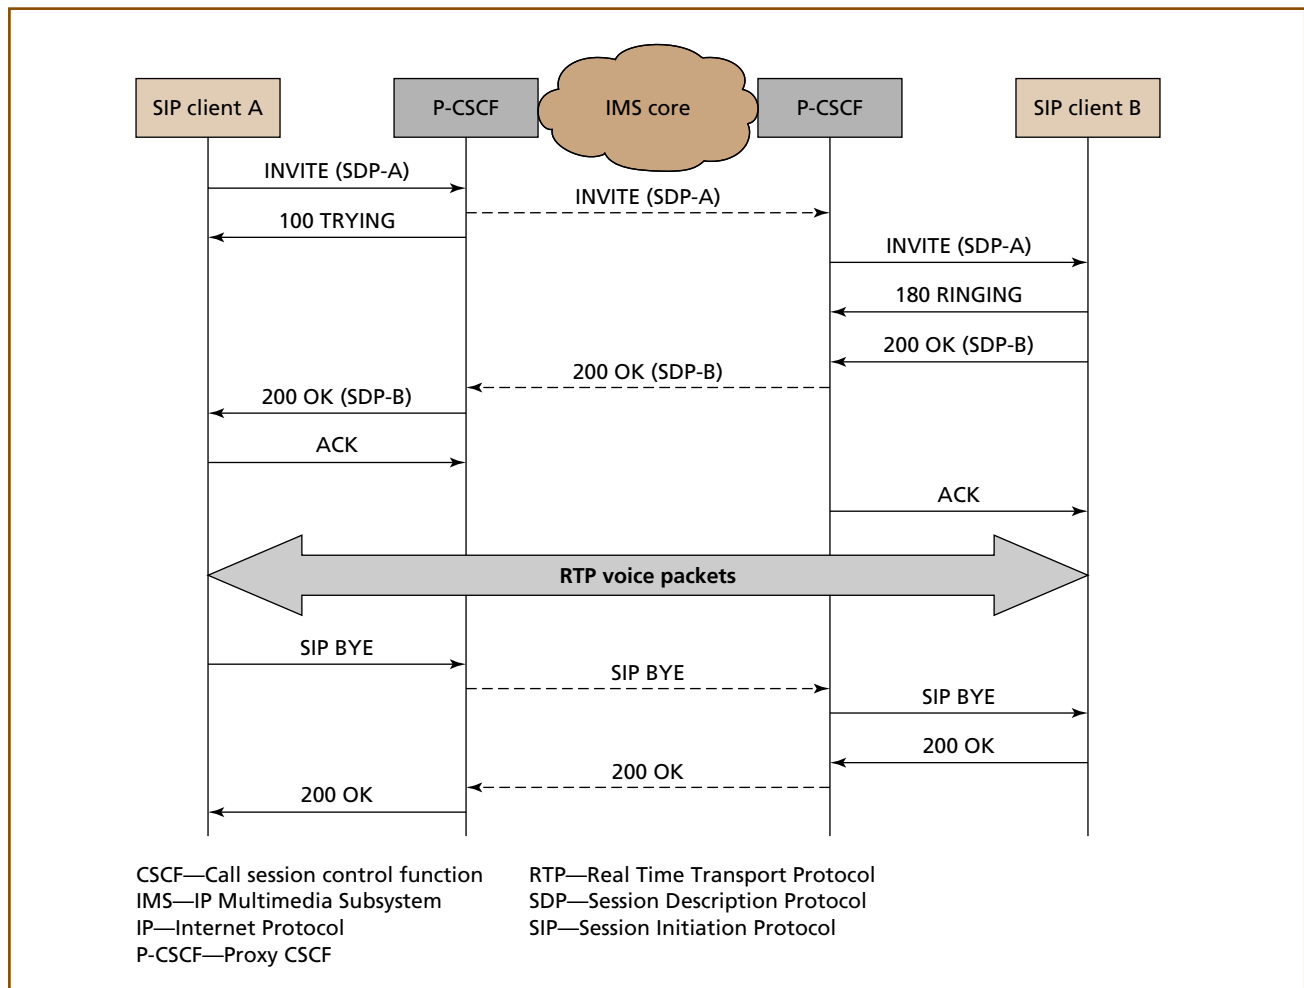 SIP client A
P-CSCF
IMS core
P-CSCF
SIP client B
INVITE (SDP-A)
INVITE (SDP-A)
100 TRYING
INVITE (SDP-A)
180 RINGING
200 OK (SDP-B)
200 OK (SDP-B)
200 OK (SDP-B)
ACK
ACK
RTP voice packets
SIP BYE
SIP BYE
SIP BYE
200 OK
200 OK
200 OK
CSCF—Call session control function
IMS—IP Multimedia Subsystem
IP—Internet Protocol
P-CSCF—Proxy CSCF
RTP—Real Time Transport Protocol
SDP—Session Description Protocol
SIP—Session Initiation Protocol